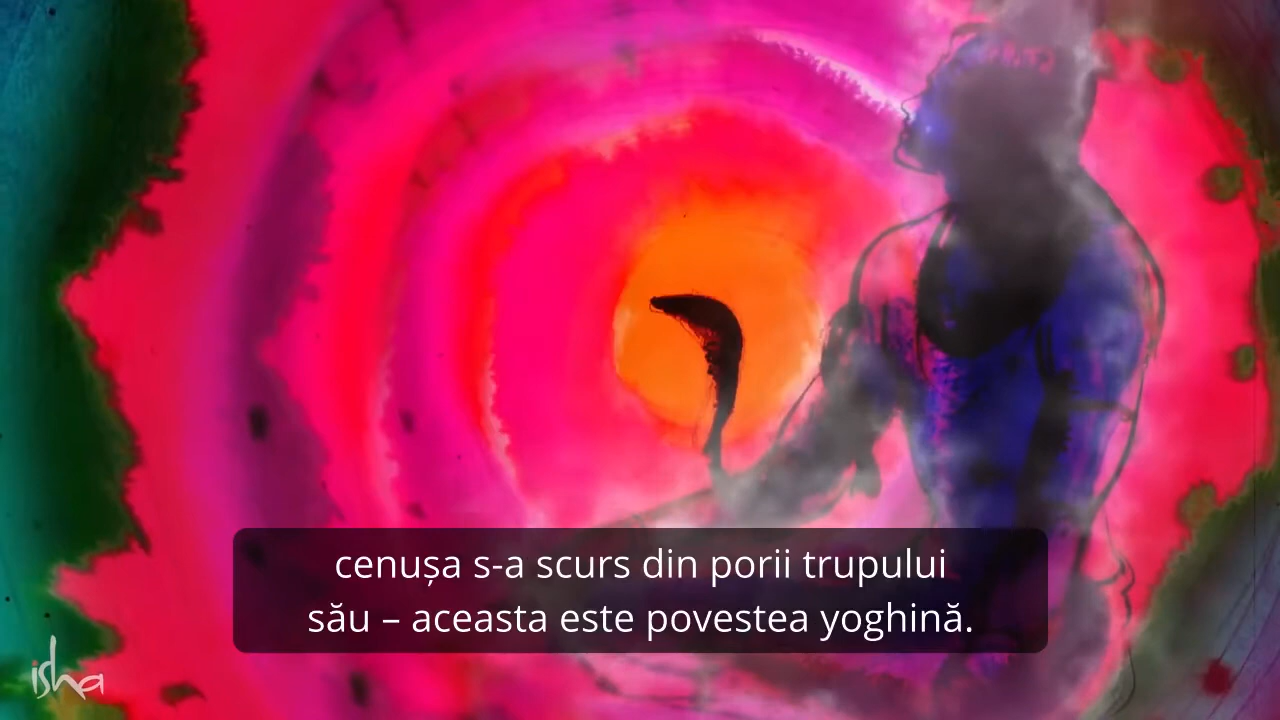 cenușa s-a scurs din porii trupului
său – aceasta este povestea yoghină.
isha